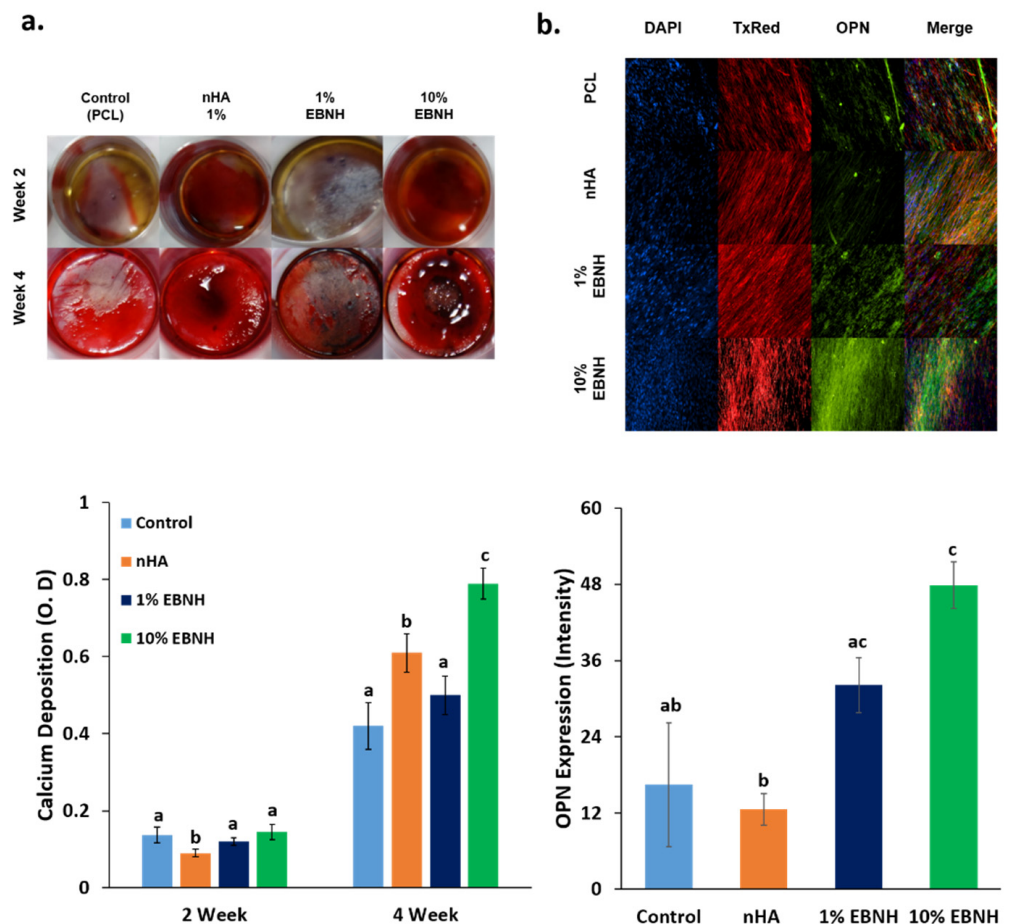 a.
Control
(PCL)
nHA
1%
1%
EBNH
10%
EBNH
Week 2
Week 4
b.
DAPI
TxRed
OPN
Merge
PCL
nHA
1%
EBNH
10%
EBNH
Calcium Deposition (O. D)
1
0.8
0.6
0.4
0.2
0
Control
nHA
1% EBNH
10% EBNH
a
b
a
a
a
b
a
c
2 Week
4 Week
OPN Expression (Intensity)
60
48
36
24
12
0
ab
b
ac
c
Control
nHA
1% EBNH
10% EBNH